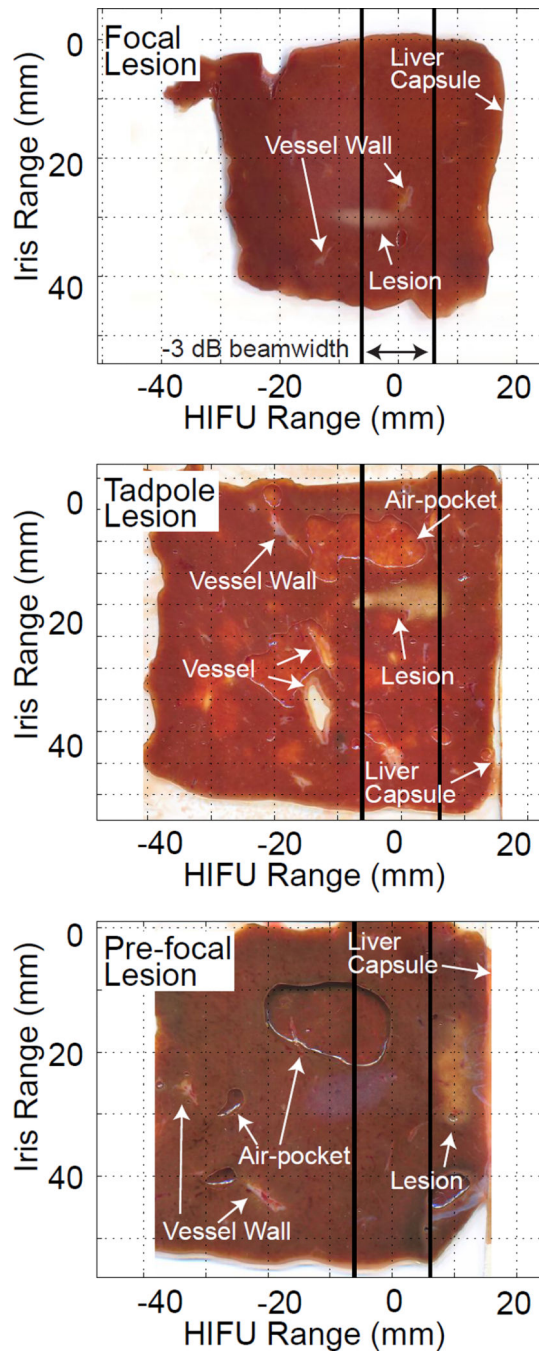 Focal
Lesion
Liver
Capsule
Vessel Wall
Lesion
-3 dB beamwidth
0
20
40
Iris Range (mm)
-40
-20
0
20
HIFU Range (mm)
Tadpole
Lesion
Air-pocket
Vessel Wall
Vessel
Lesion
Liver
Capsule
0
20
40
Iris Range (mm)
-40
-20
0
20
HIFU Range (mm)
Pre-focal
Lesion
Liver
Capsule
Air-pocket
Lesion
Vessel Wall
0
20
40
Iris Range (mm)
-40
-20
0
20
HIFU Range (mm)